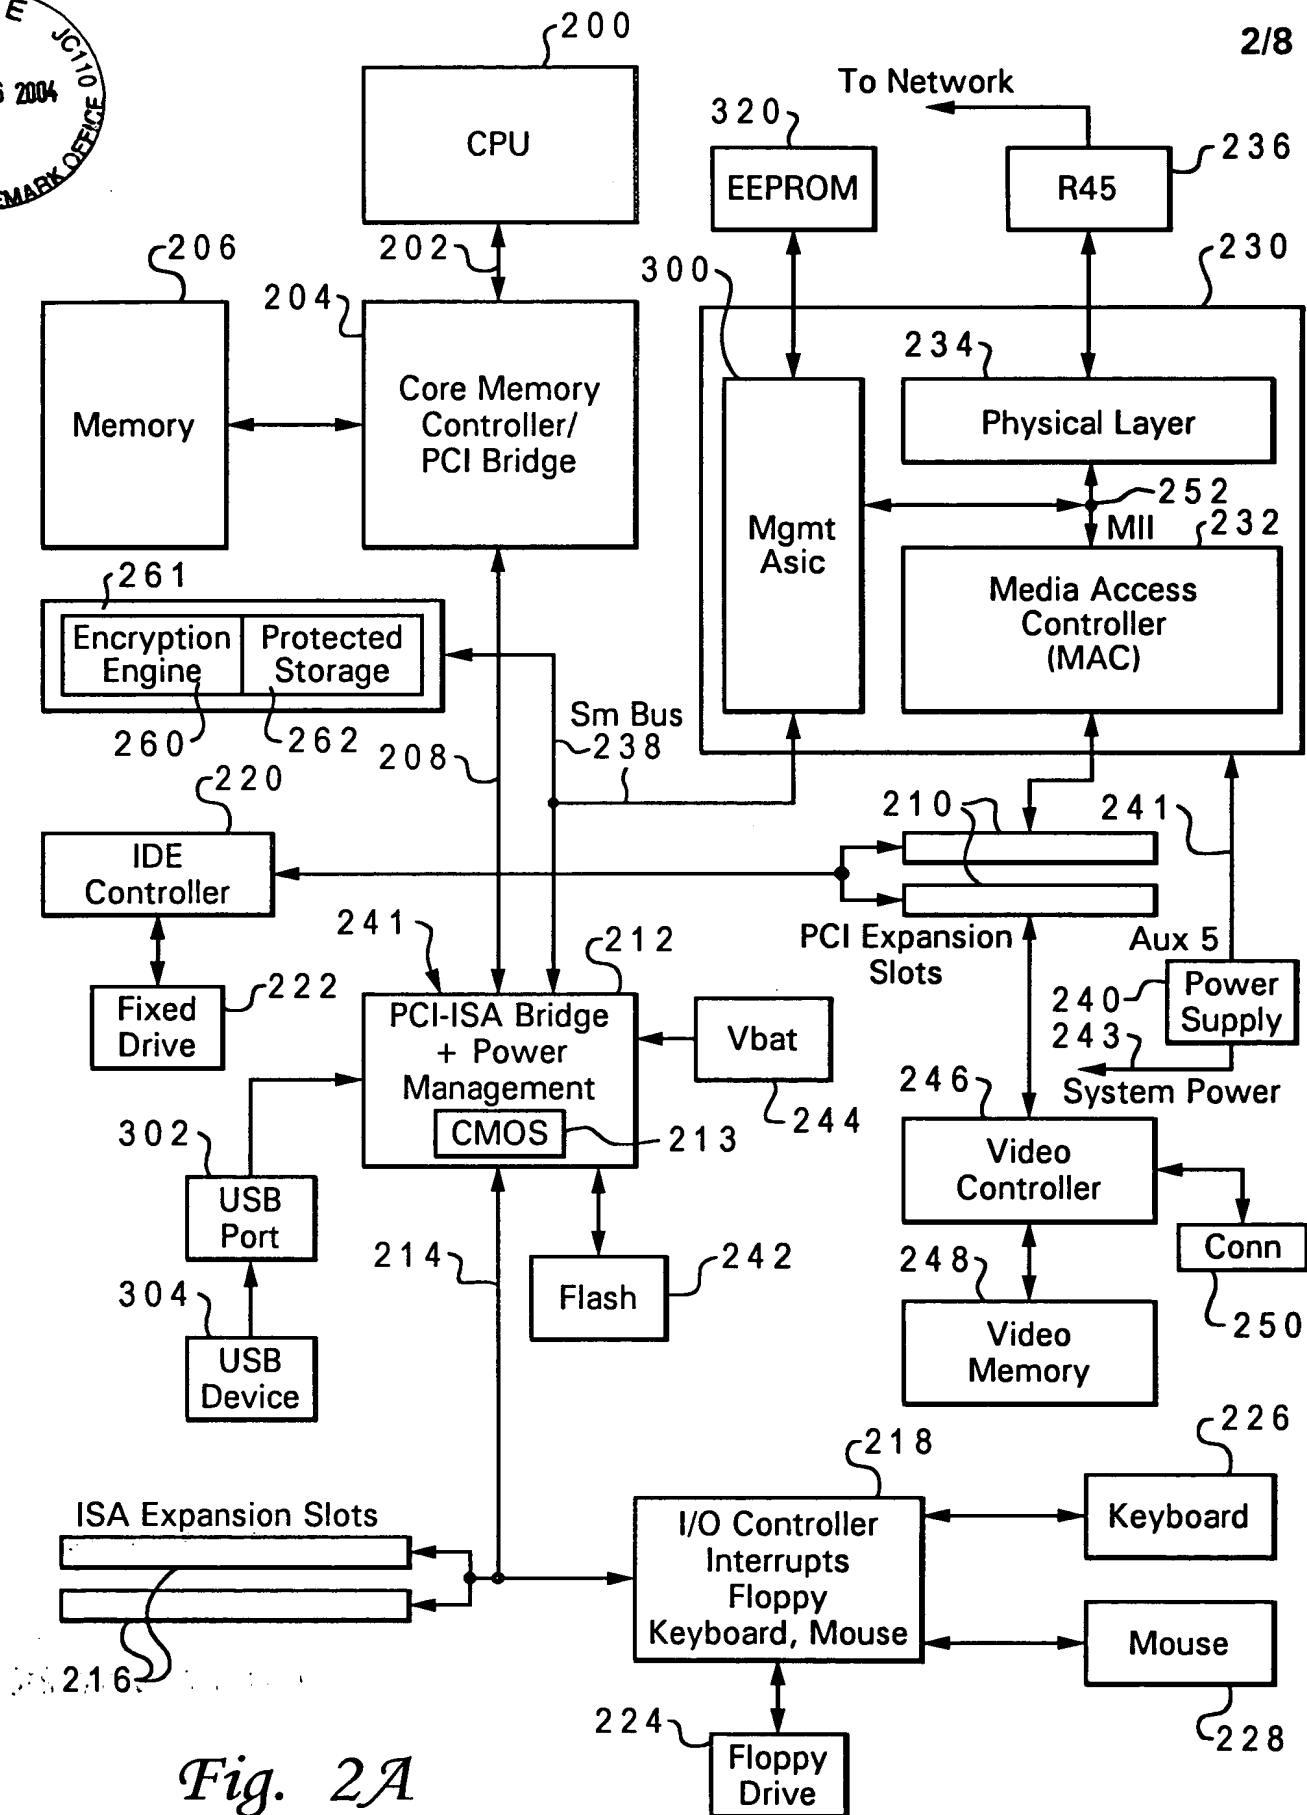 E
JC110
6 2004
EMARK OFFICE
2/8
200
CPU
To Network
320
EEPROM
R45
236
202
206
204
300
230
Memory
Core Memory
Controller/
PCI Bridge
234
Physical Layer
252
MII
232
Mgmt
Asic
Media Access
Controller
(MAC)
261
Encryption
Engine
Protected
Storage
260
262
Sm Bus
238
208
220
IDE
Controller
210
241
PCI Expansion
Slots
Aux 5
241
212
222
Fixed
Drive
PCI-ISA Bridge
+ Power
Management
CMOS
213
Vbat
244
240
Power
Supply
243
System Power
246
Video
Controller
302
USB
Port
214
Flash
242
Conn
250
248
Video
Memory
304
USB
Device
226
Keyboard
218
I/O Controller
Interrupts
Floppy
Keyboard, Mouse
ISA Expansion Slots
216
Mouse
228
224
Floppy
Drive
Fig. 2A